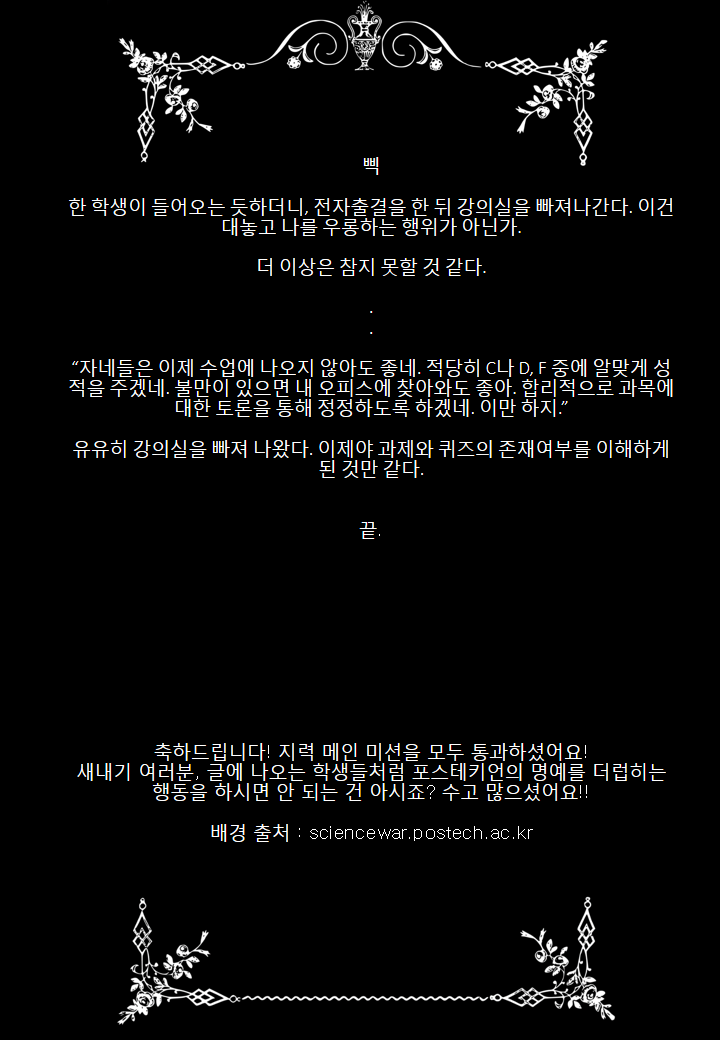 삑
한 학생이 들어오는 듯하더니, 전자출결을 한 뒤 강의실을 빠져나간다. 이건
대놓고 나를 우롱하는 행위가 아닌가.
더 이상은 참지 못할 것 같다.
.
.
“자네들은 이제 수업에 나오지 않아도 좋네. 적당히 C나 D, F 중에 알맞게 성
적을 주겠네. 불만이 있으면 내 오피스에 찾아와도 좋아. 합리적으로 과목에
대한 토론을 통해 정정하도록 하겠네. 이만 하지.”
유유히 강의실을 빠져 나왔다. 이제야 과제와 퀴즈의 존재여부를 이해하게
된 것만 같다.
끝.
축하드립니다! 지력 메인 미션을 모두 통과하셨어요!
새내기 여러분, 글에 나오는 학생들처럼 포스테키언의 명예를 더럽히는
행동을 하시면 안 되는 건 아시죠? 수고 많으셨어요!!
배경 출처 : sciencewar.postech.ac.kr